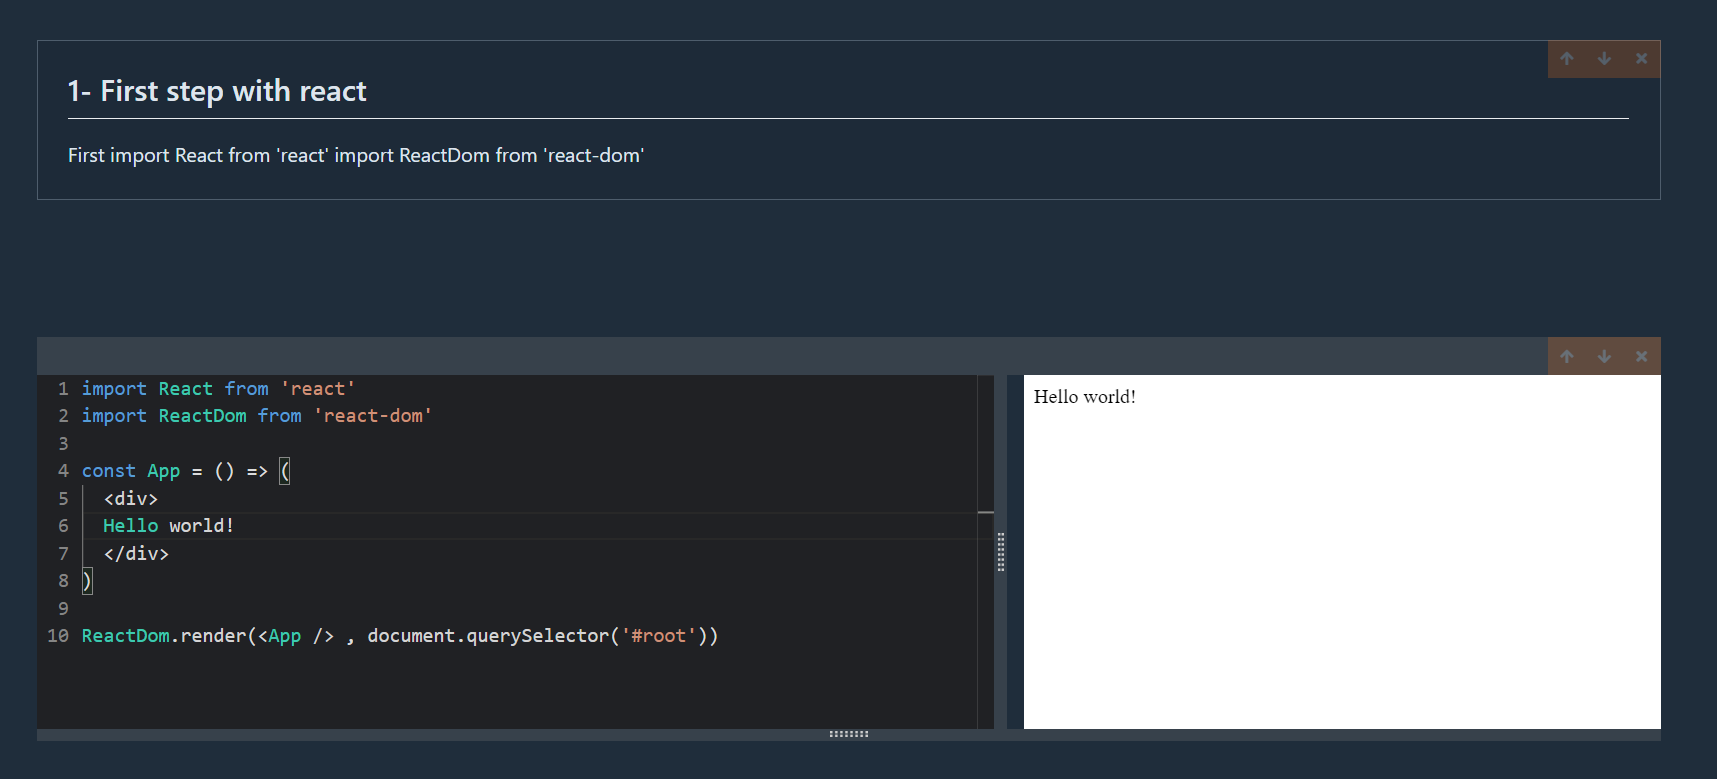 1- First step with react
First import React from 'react' import ReactDom from 'react-dom'
1 import React from 'react'
2 import ReactDom from 'react-dom'
3
4 const App = () => (
5   <div>
6   Hello world!
7   </div>
8 )
9
10 ReactDom.render(<App /> , document.querySelector('#root'))
Hello world!